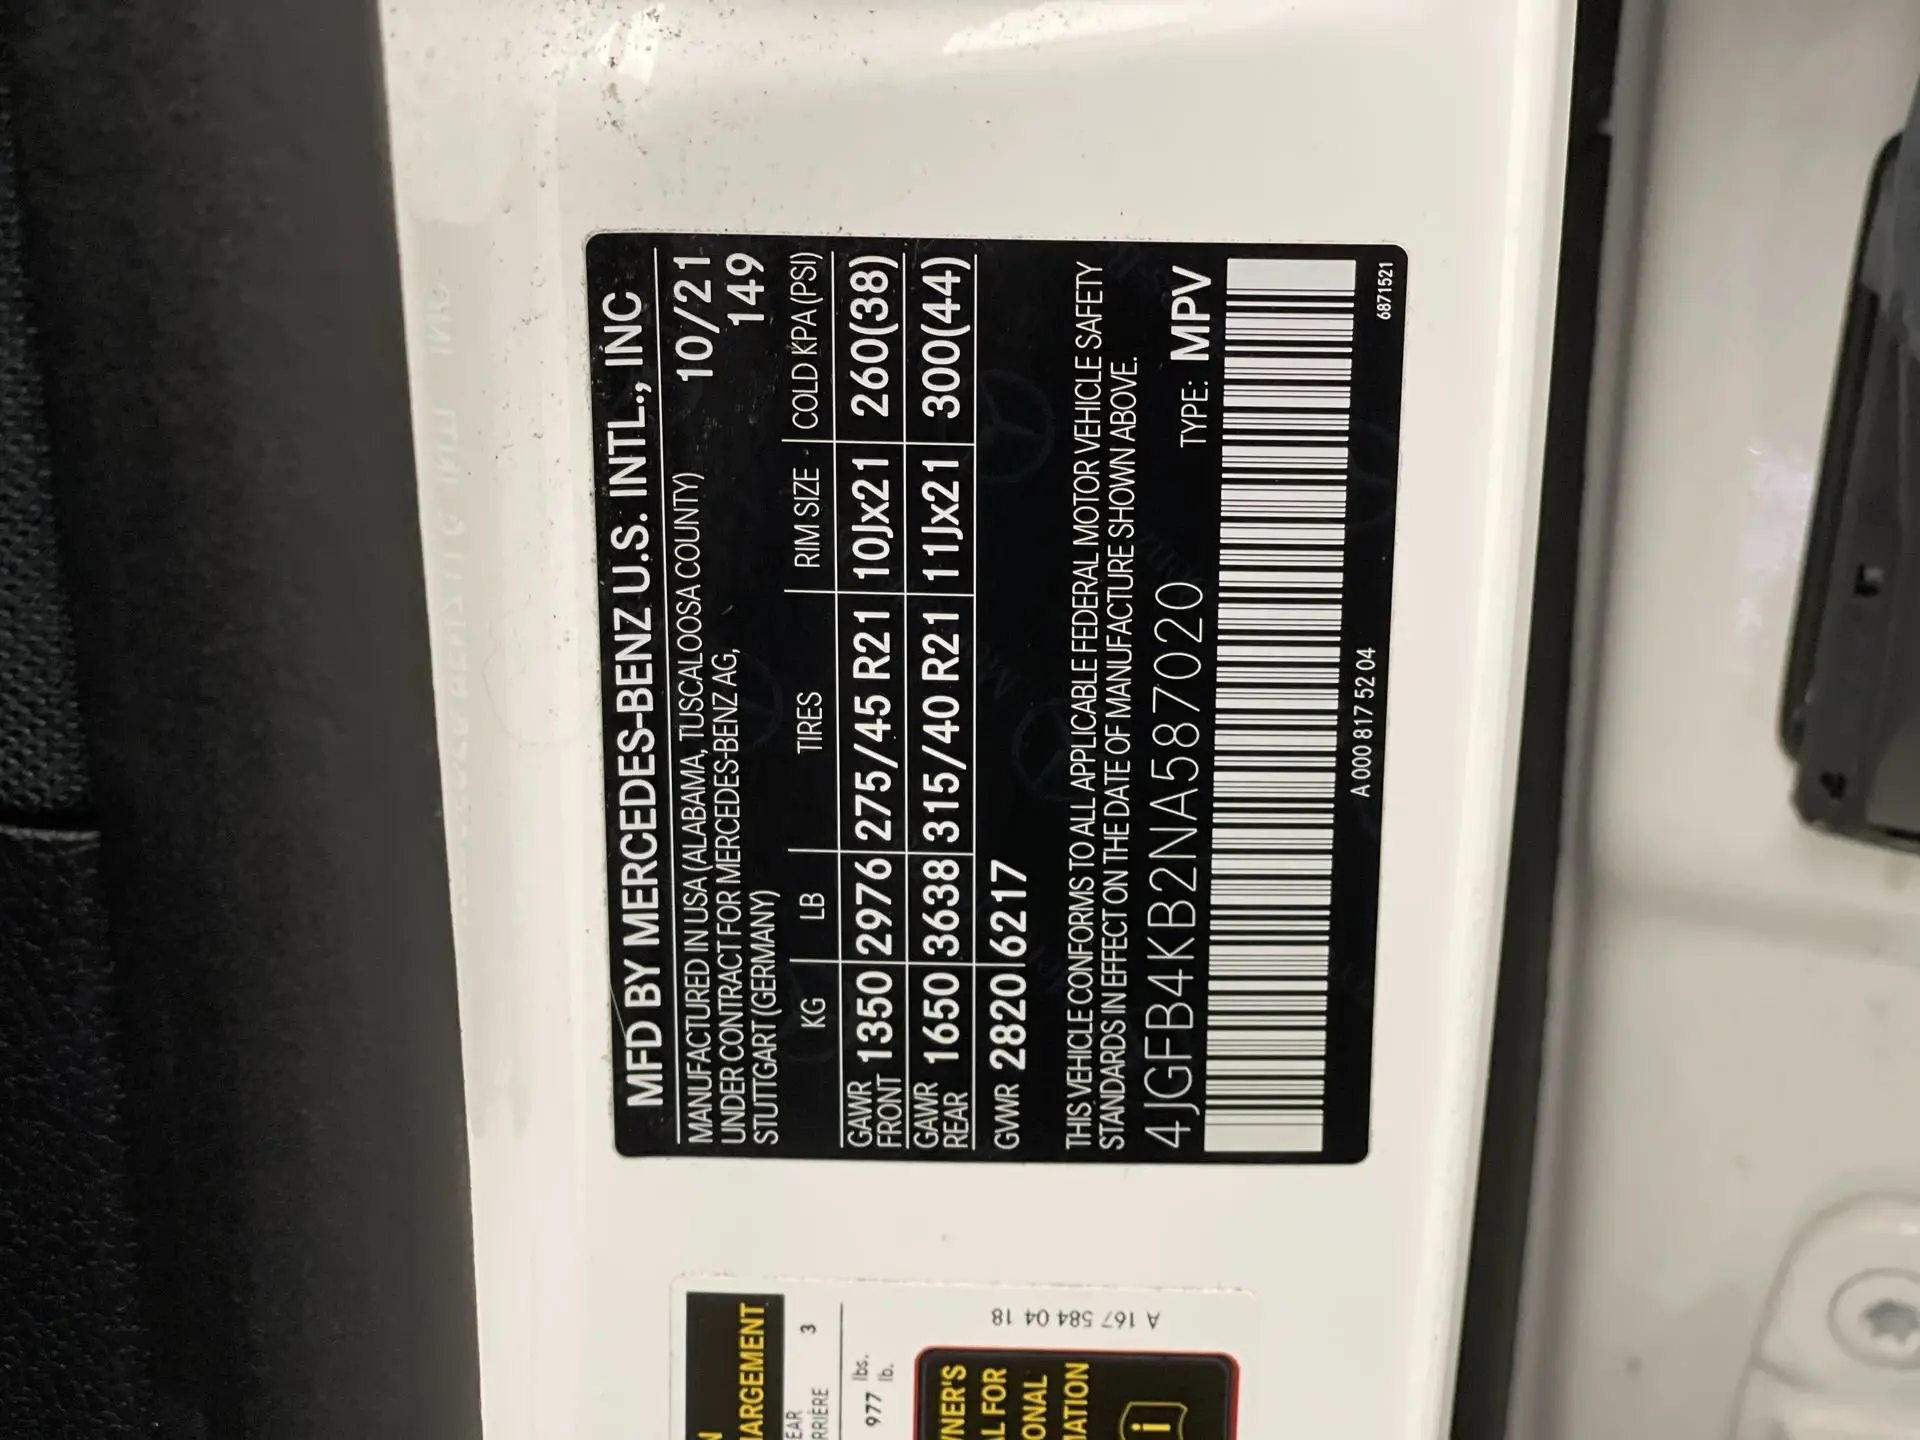 MFD BY MERCEDES-BENZ U.S. INTL., INC
MANUFACTURED IN USA (ALABAMA, TUSCALOOSA COUNTY) 10/21
UNDER CONTRACT FOR MERCEDES-BENZ AG, 149
STUTTGART (GERMANY)
KG LB TIRES RIM SIZE COLD KPA (PSI)
GAWR FRONT 1350 2976 275/45 R21 10Jx21 260(38)
GAWR REAR 1650 3638 315/40 R21 11Jx21 300(44)
GVWR 2820 6217
THIS VEHICLE CONFORMS TO ALL APPLICABLE FEDERAL MOTOR VEHICLE SAFETY
STANDARDS IN EFFECT ON THE DATE OF MANUFACTURE SHOWN ABOVE.
4JGFB4KB2NA587020 TYPE: MPV
A 000 817 52 04
6871521
3
977 lbs.
lb.
A 167 584 04 18